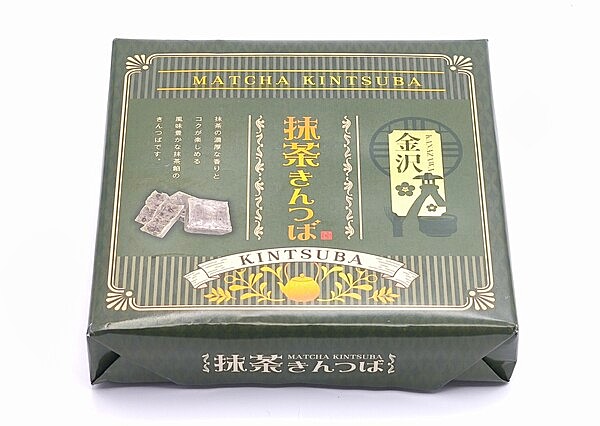 MATCHA KINTSUBA
抹茶の濃厚な香りと
コクが楽しめる
風味豊かな抹茶餡の
きんつばです。
抹茶きんつば
金沢
KANAZAWA
KINTSUBA
抹茶きんつば
MATCHA KINTSUBA